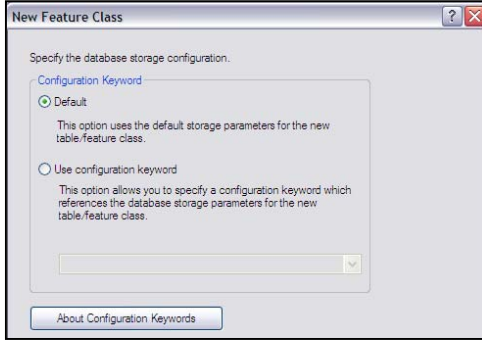 New Feature Class
Specify the database storage configuration.
Configuration Keyword
Default
This option uses the default storage parameters for the new
table/feature class.
Use configuration keyword
This option allows you to specify a configuration keyword which
references the database storage parameters for the new
table/feature class.
About Configuration Keywords